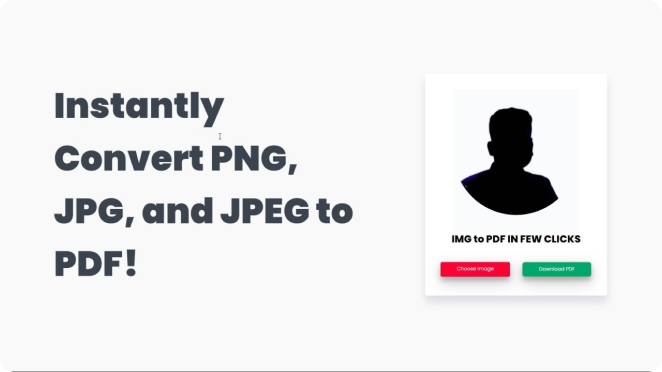 Instantly
Convert PNG,
JPG, and JPEG to
PDF!
IMG to PDF IN FEW CLICKS
Choose Image
Download PDF